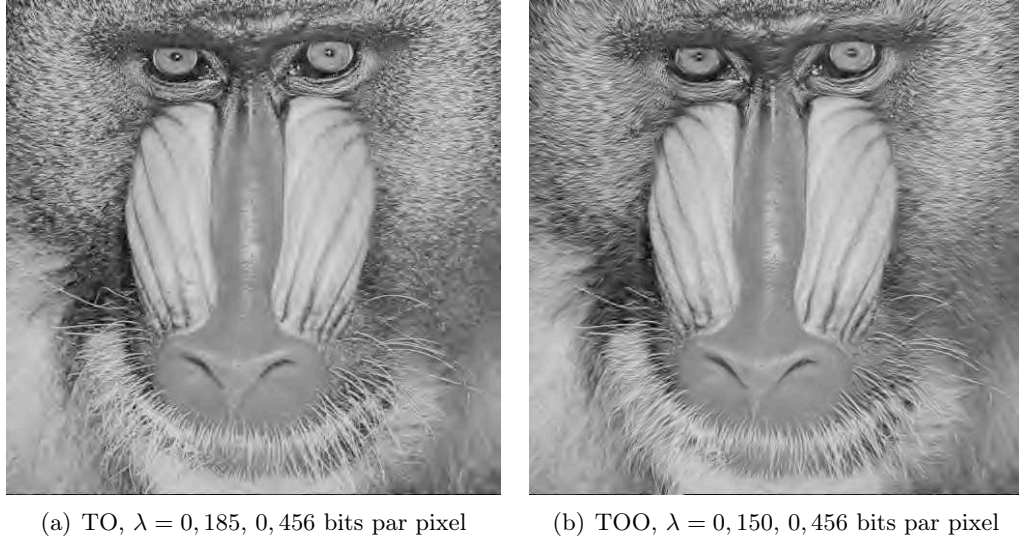 (a) TO, λ = 0, 185, 0, 456 bits par pixel
(b) TOO, λ = 0, 150, 0, 456 bits par pixel